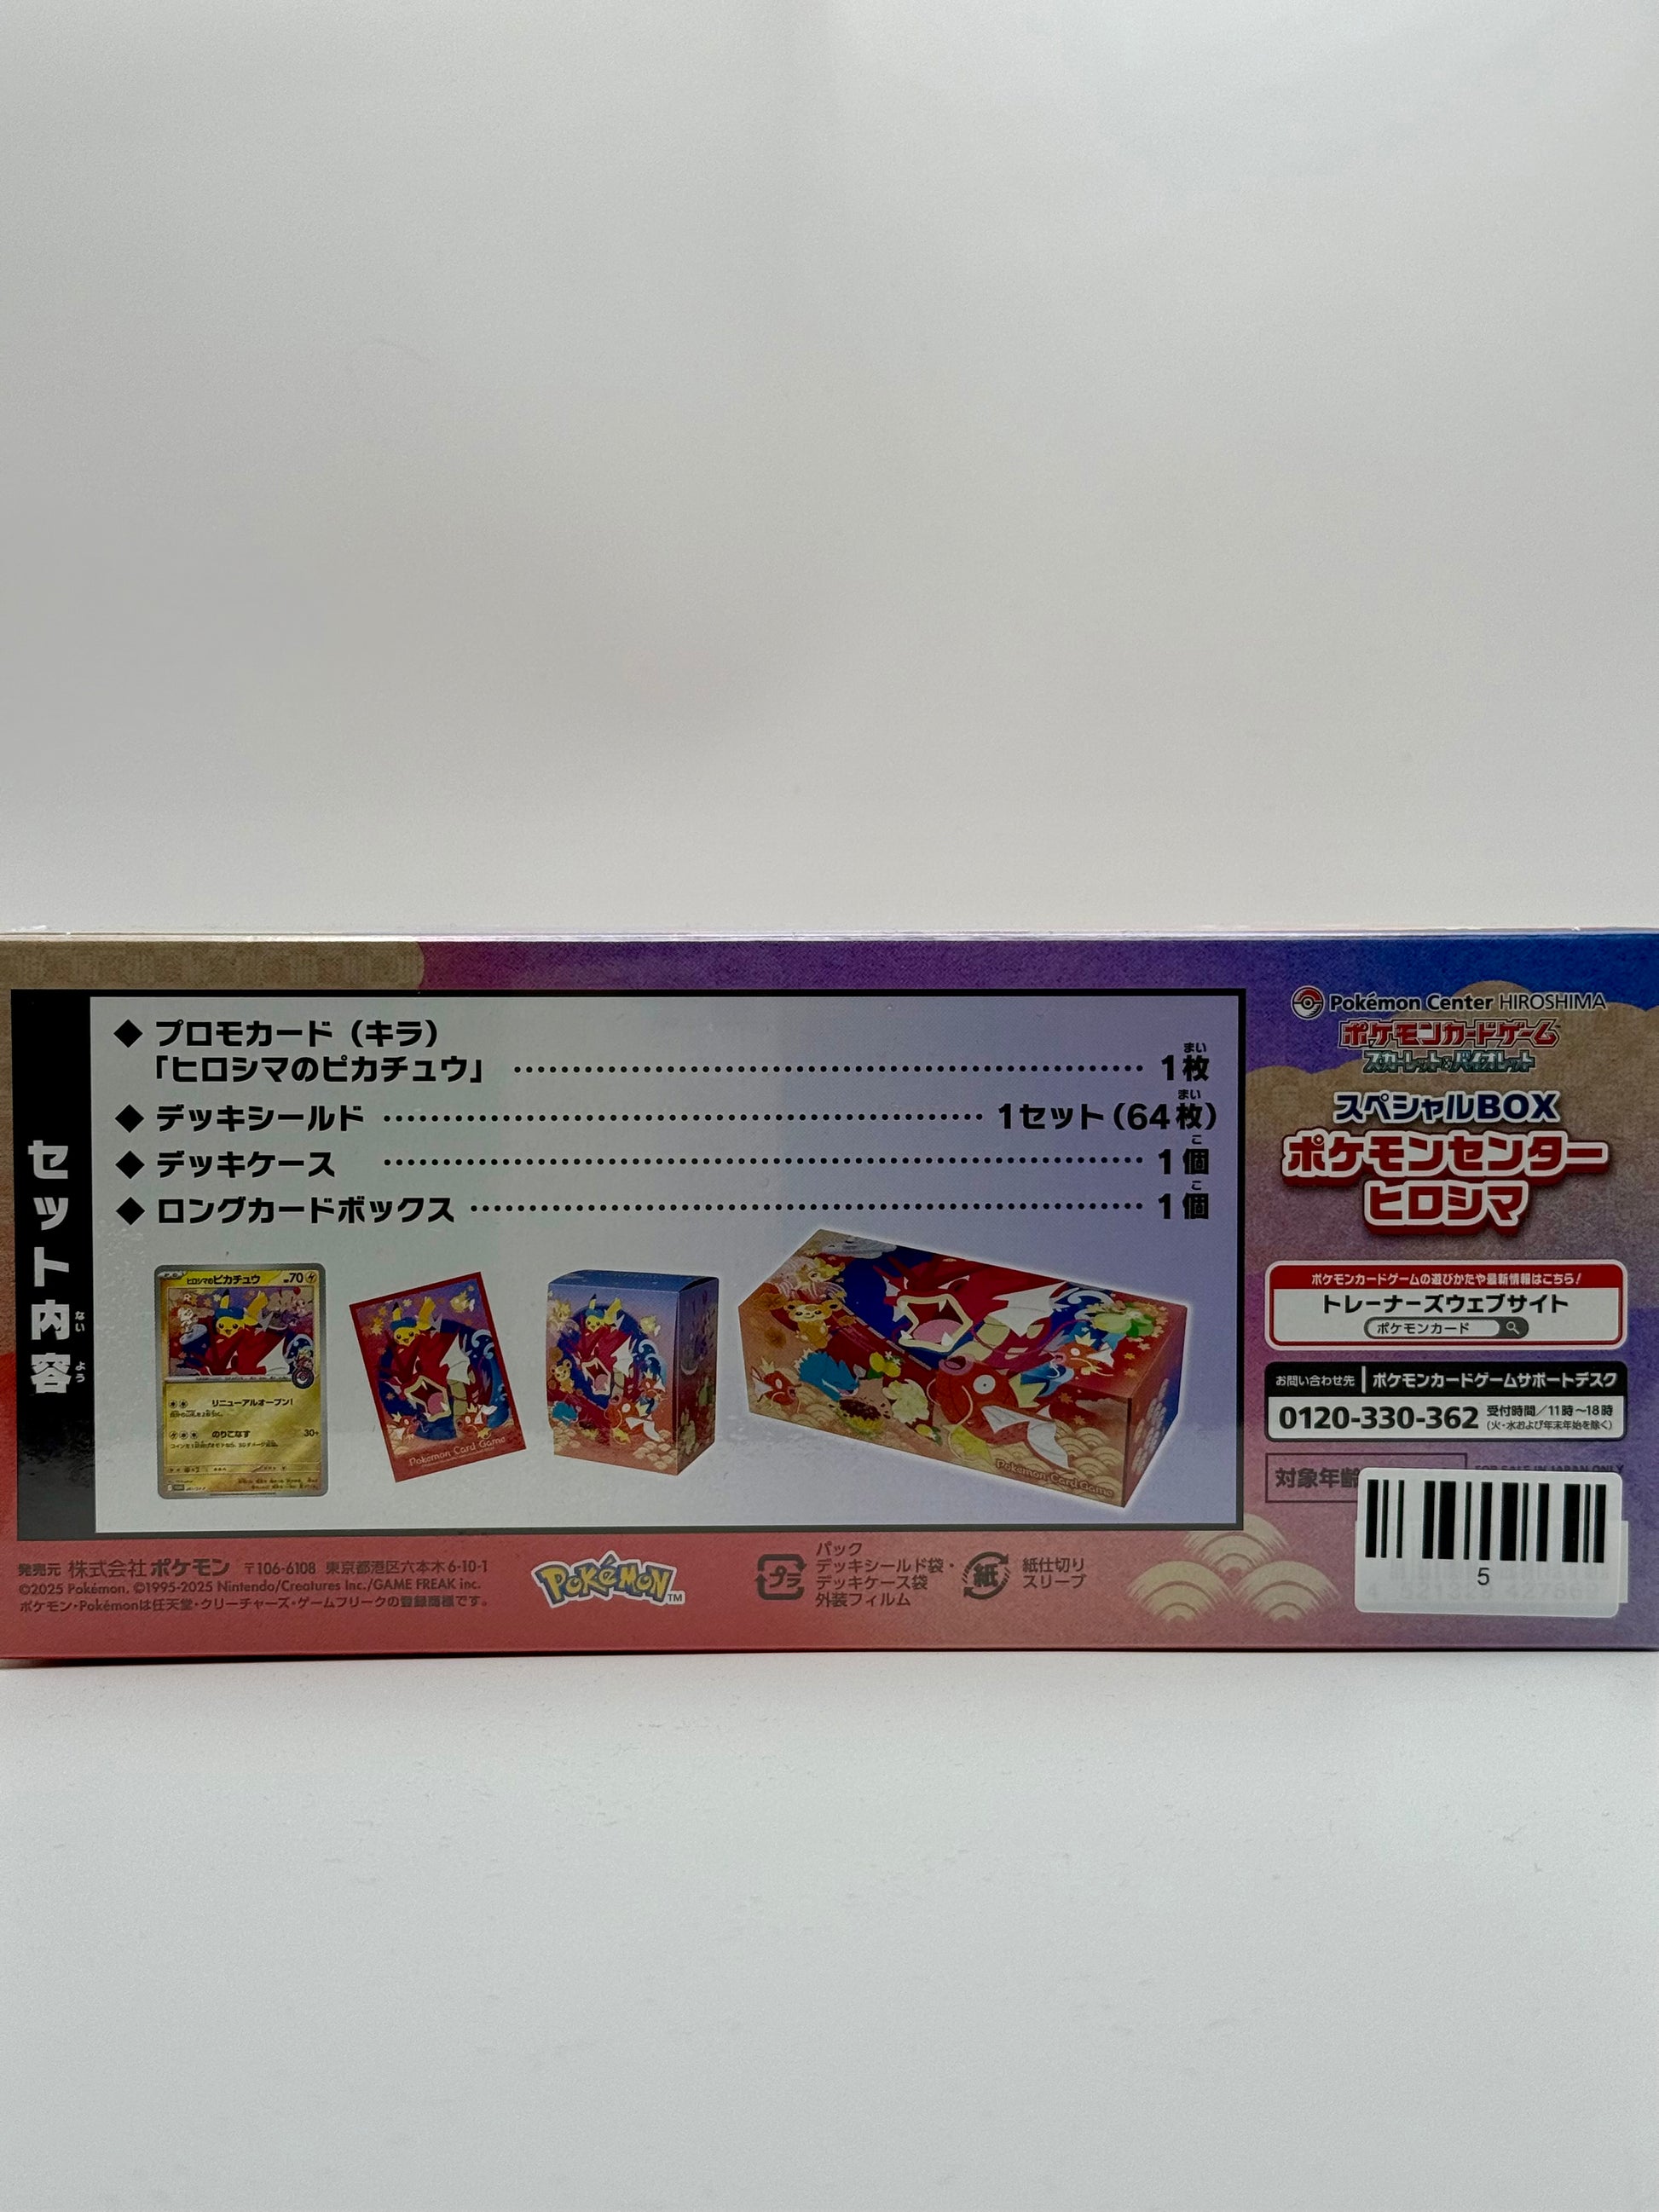 セット内容
ない
よう
◆ プロモカード（キラ）
「ヒロシマのピカチュウ」 1枚
まい
◆ デッキシールド 1セット（64枚）
まい
◆ デッキケース 1個
こ
◆ ロングカードボックス 1個
こ
ヒロシマのピカチュウ HP70
リニューアルオープン!
のりこなす 30+
Pokémon Card Game
Pokémon Card Game
発売元 株式会社ポケモン 〒106-6108 東京都港区六本木6-10-1
©2025 Pokémon. ©1995-2025 Nintendo/Creatures Inc./GAME FREAK inc.
ポケモン・Pokémonは任天堂・クリーチャーズ・ゲームフリークの登録商標です。
POKéMON TM
プラ
パック
デッキシールド袋・
デッキケース袋
外装フィルム
紙
紙仕切り
スリーブ
Pokémon Center HIROSHIMA
ポケモンカードゲーム
スカーレット&バイオレット
スペシャルBOX
ポケモンセンター
ヒロシマ
ポケモンカードゲームの遊びかたや最新情報はこちら!
トレーナーズウェブサイト
ポケモンカード
お問い合わせ先 ポケモンカードゲームサポートデスク
0120-330-362 受付時間／11時〜18時
(火・水および年末年始を除く)
対象年齢
FOR SALE IN JAPAN ONLY
5